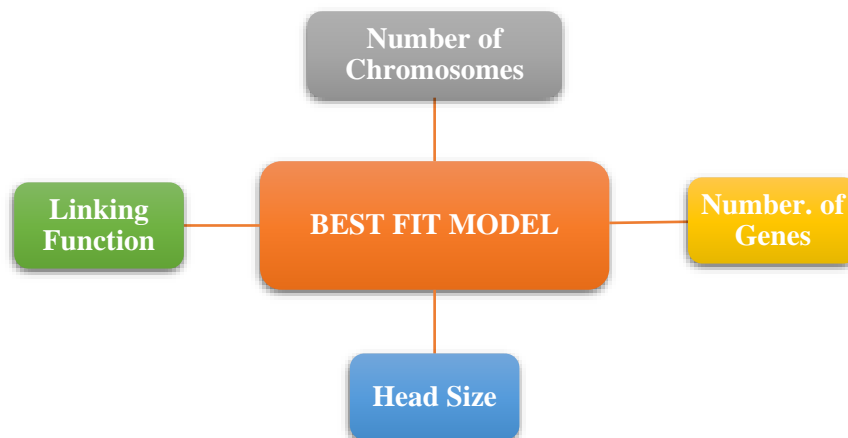 Number of
Chromosomes
Linking
Function
BEST FIT MODEL
Number. of
Genes
Head Size